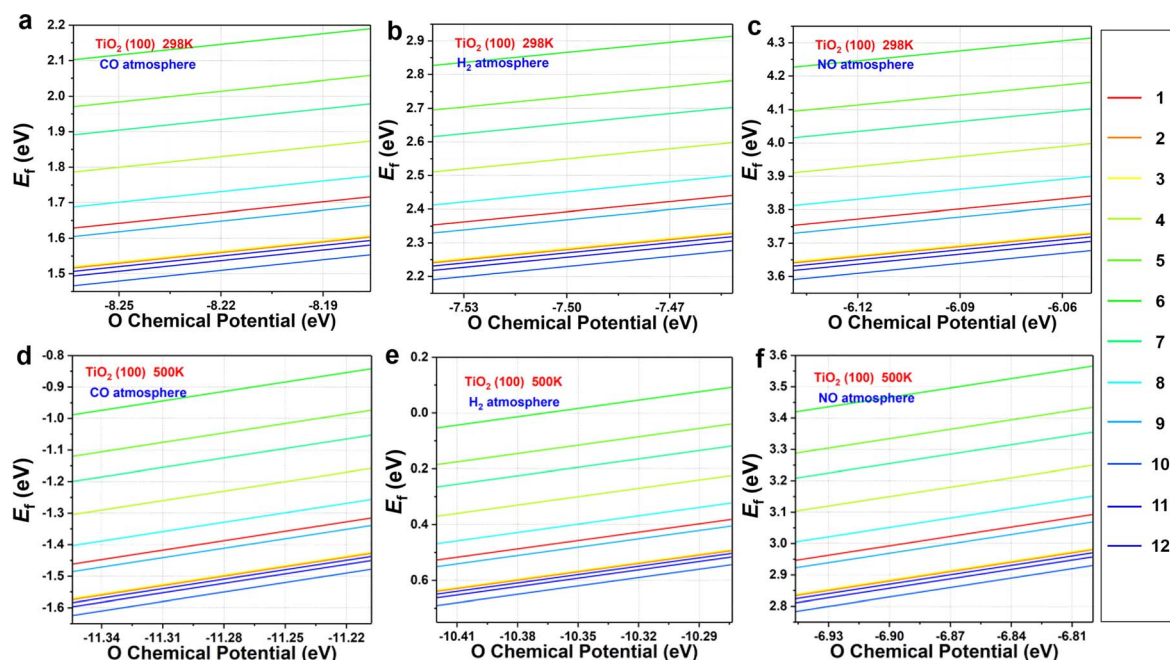 a
TiO2 (100) 298K
CO atmosphere
2.2
2.1
2.0
1.9
1.8
1.7
1.6
1.5
Ef (eV)
-8.25
-8.22
-8.19
O Chemical Potential (eV)
b
TiO2 (100) 298K
H2 atmosphere
2.9
2.8
2.7
2.6
2.5
2.4
2.3
2.2
Ef (eV)
-7.53
-7.50
-7.47
O Chemical Potential (eV)
c
TiO2 (100) 298K
NO atmosphere
4.3
4.2
4.1
4.0
3.9
3.8
3.7
3.6
Ef (eV)
-6.12
-6.09
-6.06
O Chemical Potential (eV)
d
TiO2 (100) 500K
CO atmosphere
-0.8
-0.9
-1.0
-1.1
-1.2
-1.3
-1.4
-1.5
-1.6
Ef (eV)
-11.34
-11.31
-11.28
-11.25
-11.22
O Chemical Potential (eV)
e
TiO2 (100) 500K
H2 atmosphere
0.2
0.0
0.2
0.4
0.6
Ef (eV)
-10.41
-10.38
-10.35
-10.32
-10.29
O Chemical Potential (eV)
f
TiO2 (100) 500K
NO atmosphere
3.6
3.5
3.4
3.3
3.2
3.1
3.0
2.9
2.8
Ef (eV)
-6.93
-6.90
-6.87
-6.84
-6.81
O Chemical Potential (eV)
1
2
3
4
5
6
7
8
9
10
11
12